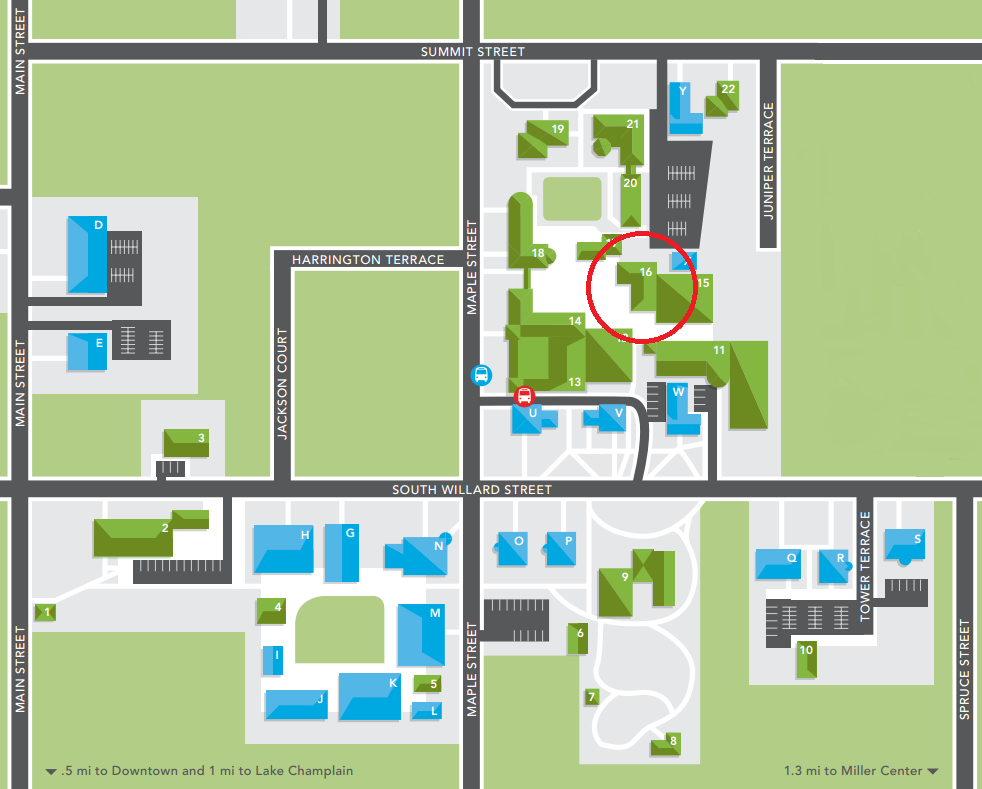 MAIN STREET
SUMMIT STREET
Y
22
19
21
JUNIPER TERRACE
20
D
MAPLE STREET
18
HARRINGTON TERRACE
16
15
14
E
MAIN STREET
JACKSON COURT
11
13
W
U
V
3
SOUTH WILLARD STREET
2
H
G
N
O
P
TOWER TERRACE
S
Q
R
9
1
4
M
6
MAIN STREET
MAPLE STREET
10
SPRUCE STREET
I
K
5
7
J
L
8
.5 mi to Downtown and 1 mi to Lake Champlain
1.3 mi to Miller Center